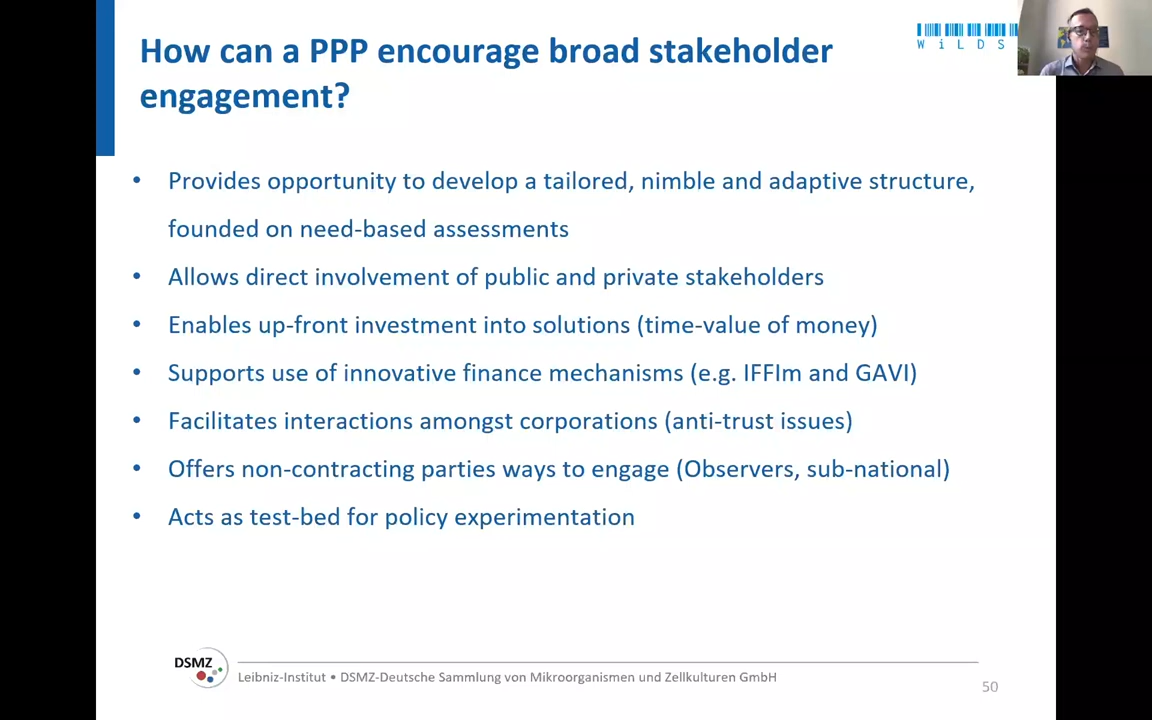 How can a PPP encourage broad stakeholder
engagement?
WiLDS
• Provides opportunity to develop a tailored, nimble and adaptive structure,
founded on need-based assessments
• Allows direct involvement of public and private stakeholders
• Enables up-front investment into solutions (time-value of money)
• Supports use of innovative finance mechanisms (e.g. IFFIm and GAVI)
• Facilitates interactions amongst corporations (anti-trust issues)
• Offers non-contracting parties ways to engage (Observers, sub-national)
• Acts as test-bed for policy experimentation
DSMZ
Leibniz-Institut • DSMZ-Deutsche Sammlung von Mikroorganismen und Zellkulturen GmbH
50